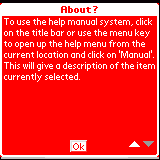 About?
To use the help manual system, click
on the title bar or use the menu key
to open up the help menu from the
current location and click on 'Manual'.
This will give a description of the item
currently selected.
Ok